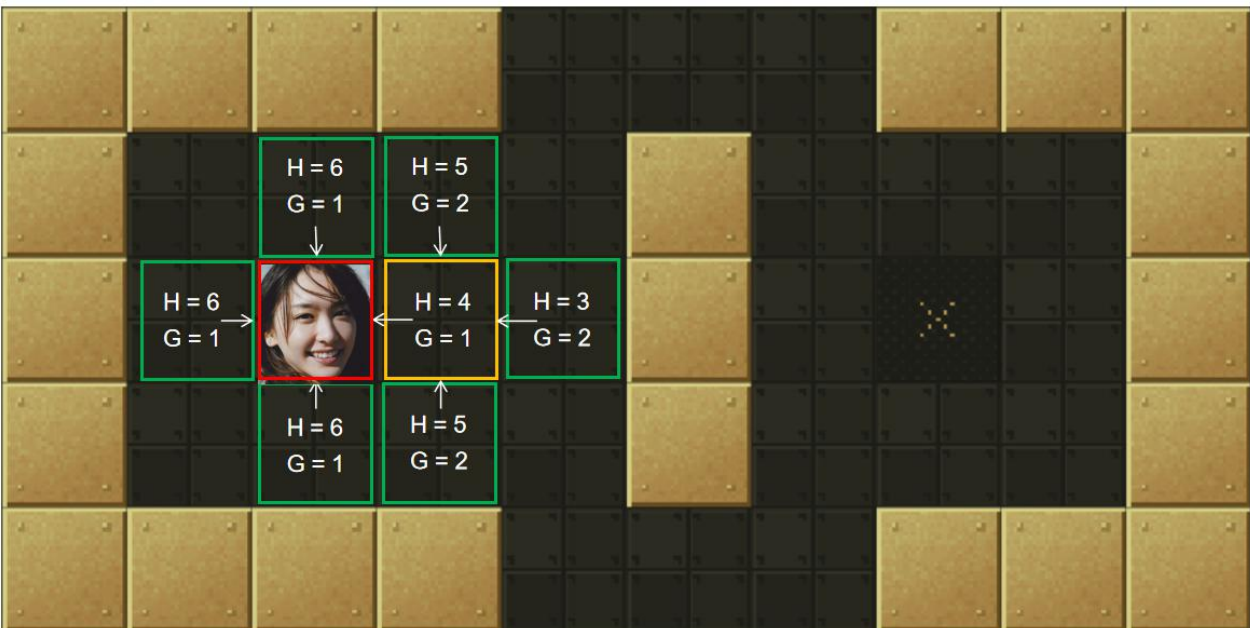 H = 6
G = 1
H = 5
G = 2
H = 6
G = 1
H = 4
G = 1
H = 3
G = 2
H = 6
G = 1
H = 5
G = 2